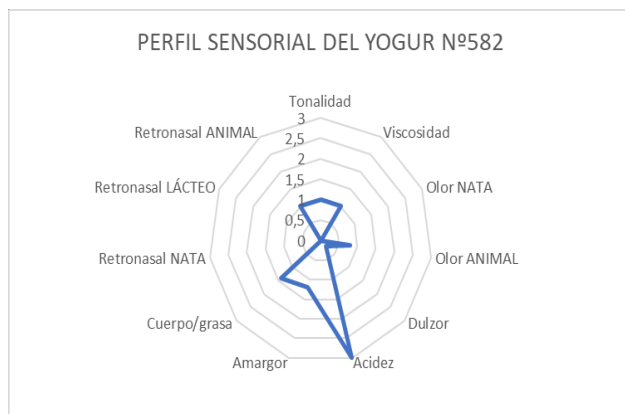 PERFIL SENSORIAL DEL YOGUR Nº582
Tonalidad
3
Retronasal ANIMAL
2,5
Viscosidad
2
Retronasal LÁCTEO
1,5
Olor NATA
1
0,5
0
Retronasal NATA
Olor ANIMAL
Cuerpo/grasa
Dulzor
Amargor
Acidez